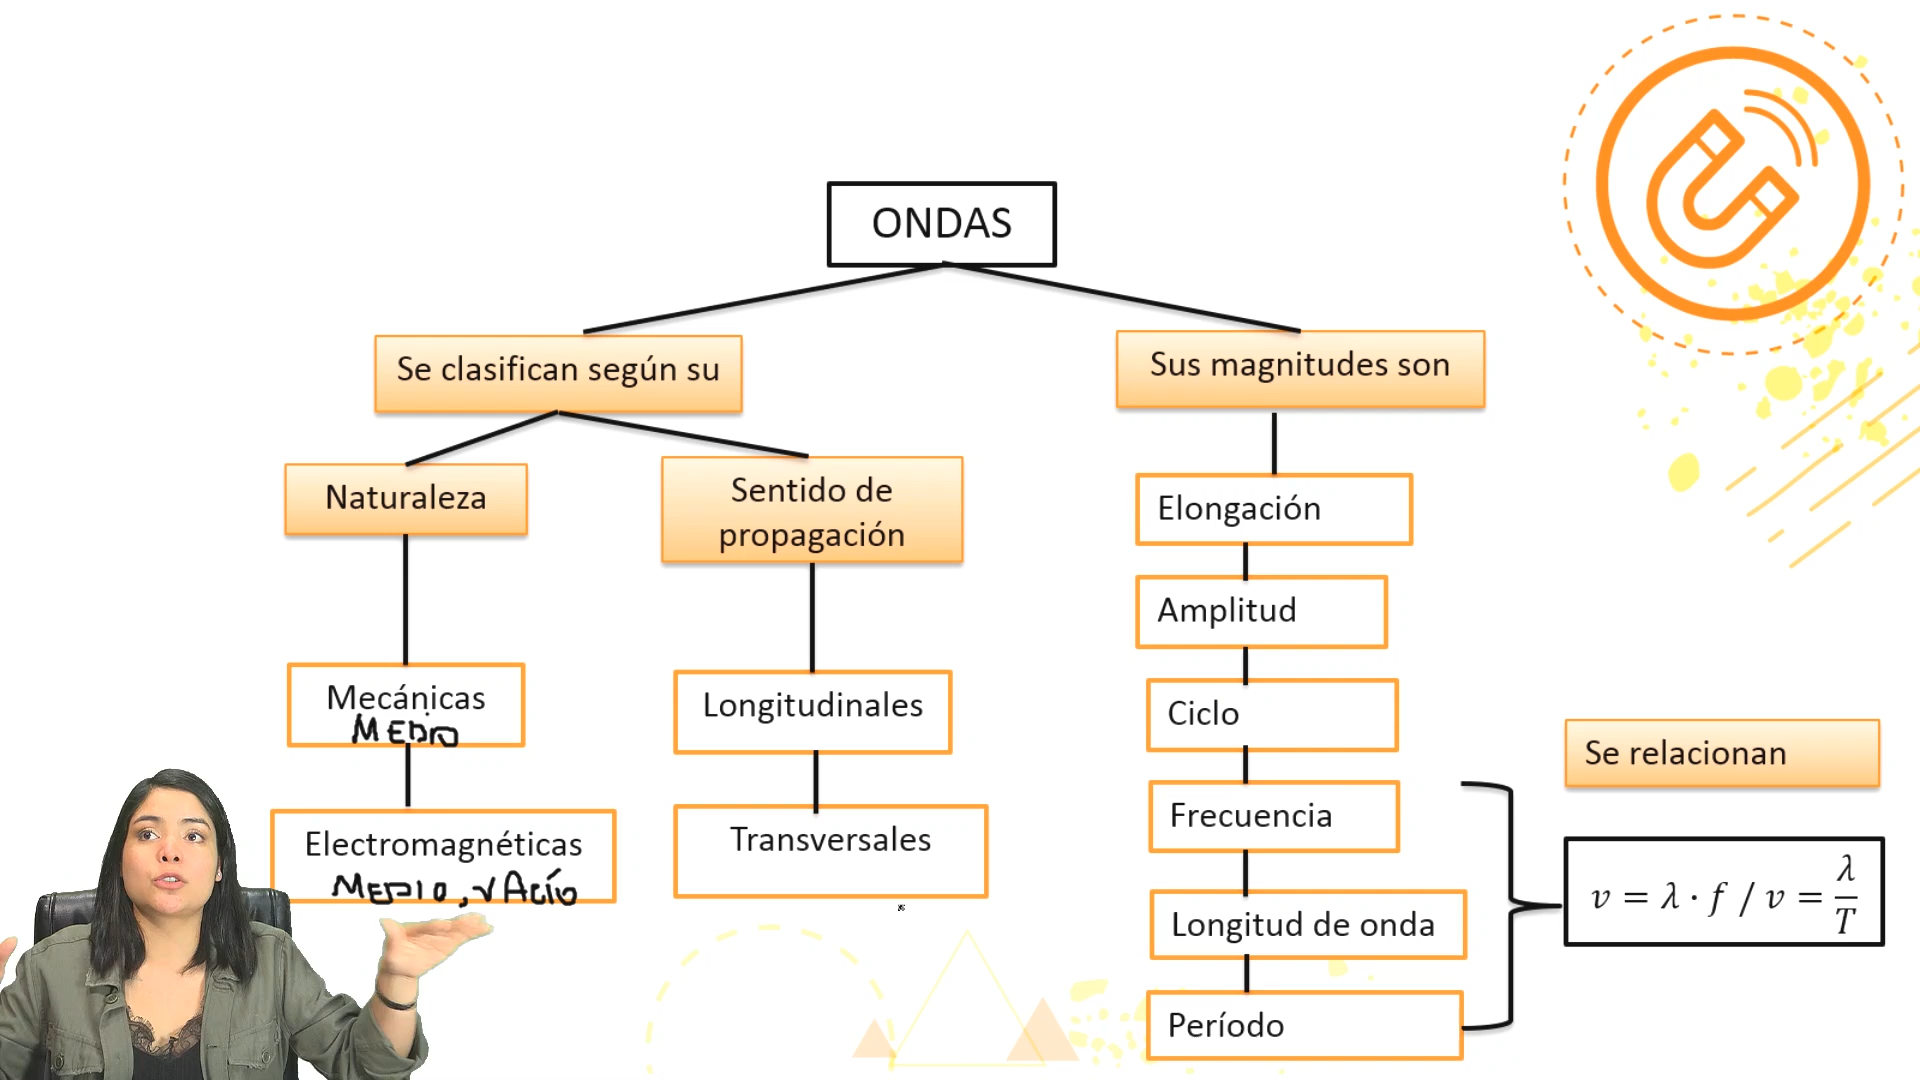 ONDAS
Se clasifican según su
Sus magnitudes son
Naturaleza
Sentido de
propagación
Mecánicas
MEDIO
Electromagnéticas
MEDIO, VACÍO
Longitudinales
Transversales
Elongación
Amplitud
Ciclo
Frecuencia
Longitud de onda
Período
Se relacionan
v = λ · f / v = λ/T